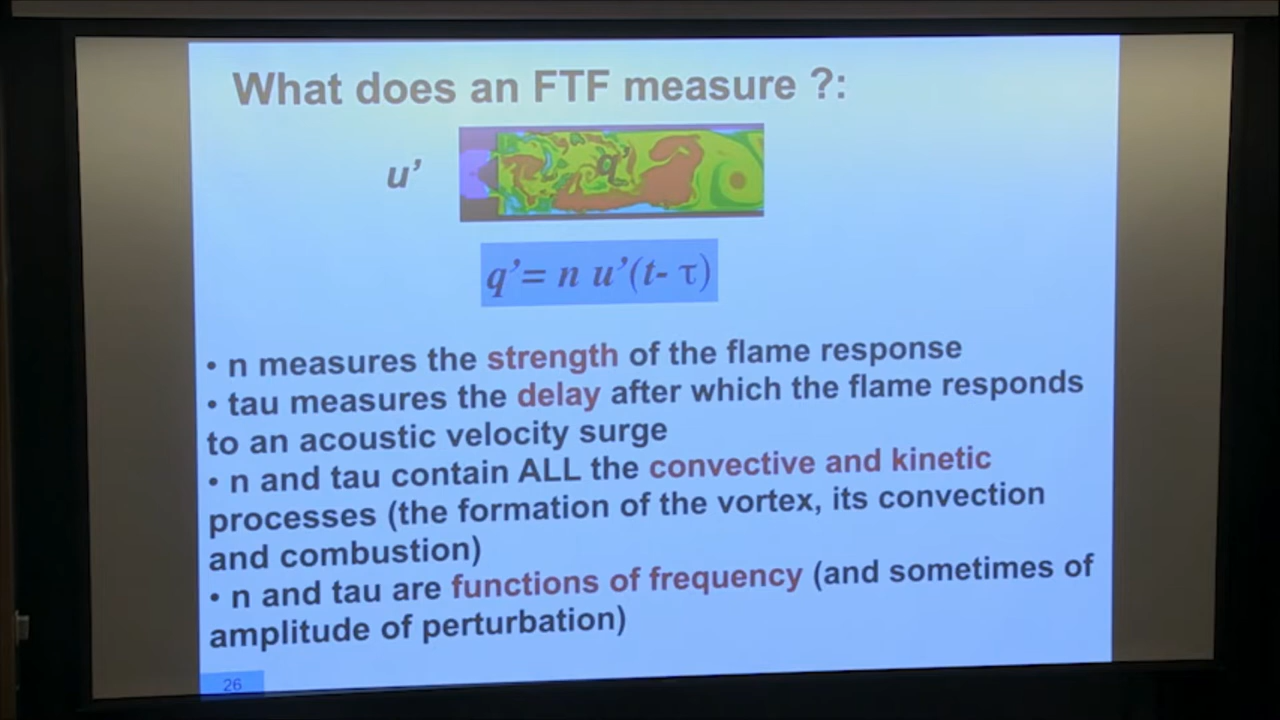 What does an FTF measure ?:
u’
q’
q’= n u’(t- τ)
• n measures the strength of the flame response
• tau measures the delay after which the flame responds
to an acoustic velocity surge
• n and tau contain ALL the convective and kinetic
processes (the formation of the vortex, its convection
and combustion)
• n and tau are functions of frequency (and sometimes of
amplitude of perturbation)
26